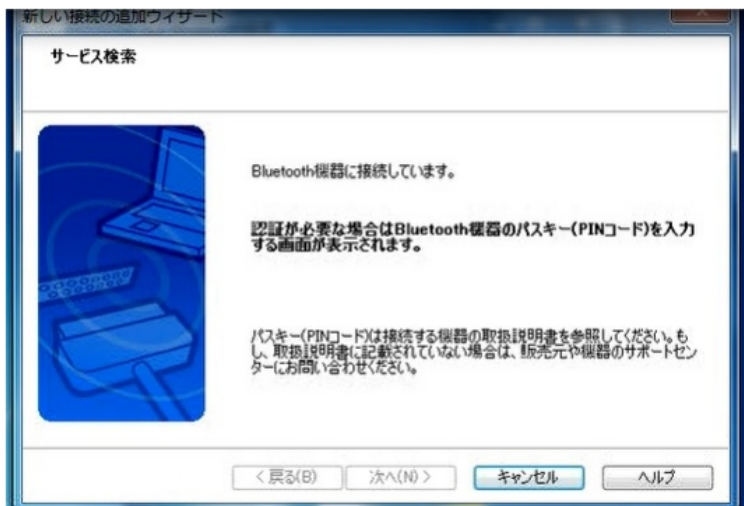 新しい接続の追加ウィザード
サービス検索
Bluetooth機器に接続しています。
認証が必要な場合はBluetooth機器のパスキー(PINコード)を入力
する画面が表示されます。
パスキー(PINコード)は接続する機器の取扱説明書を参照してください。も
し、取扱説明書に記載されていない場合は、販売元や機器のサポートセン
ターにお問い合わせください。
< 戻る(B)
次へ(N) >
キャンセル
ヘルプ